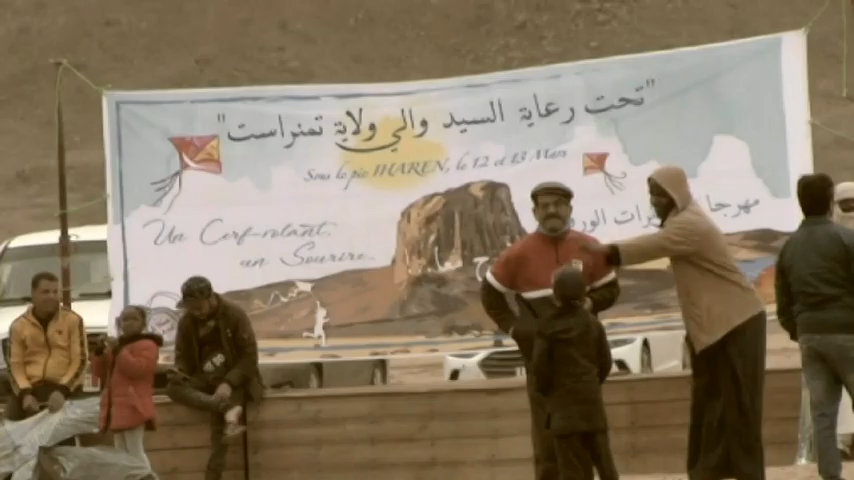 "تحت رعاية السيد والي ولاية تمنراست"
Sous le pic IHAREN, le 12 et 13 Mars
Un Cerf-volant.
un Sourire..